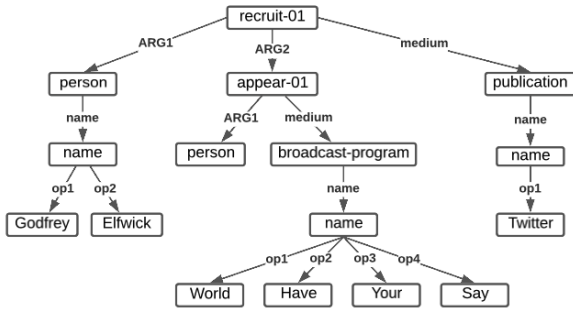 recruit-01
ARG1 ARG2 medium
person appear-01 publication
name ARG1 medium name
name person broadcast-program name
op1 op2 name op1
Godfrey Elfwick name Twitter
op1 op2 op3 op4
World Have Your Say